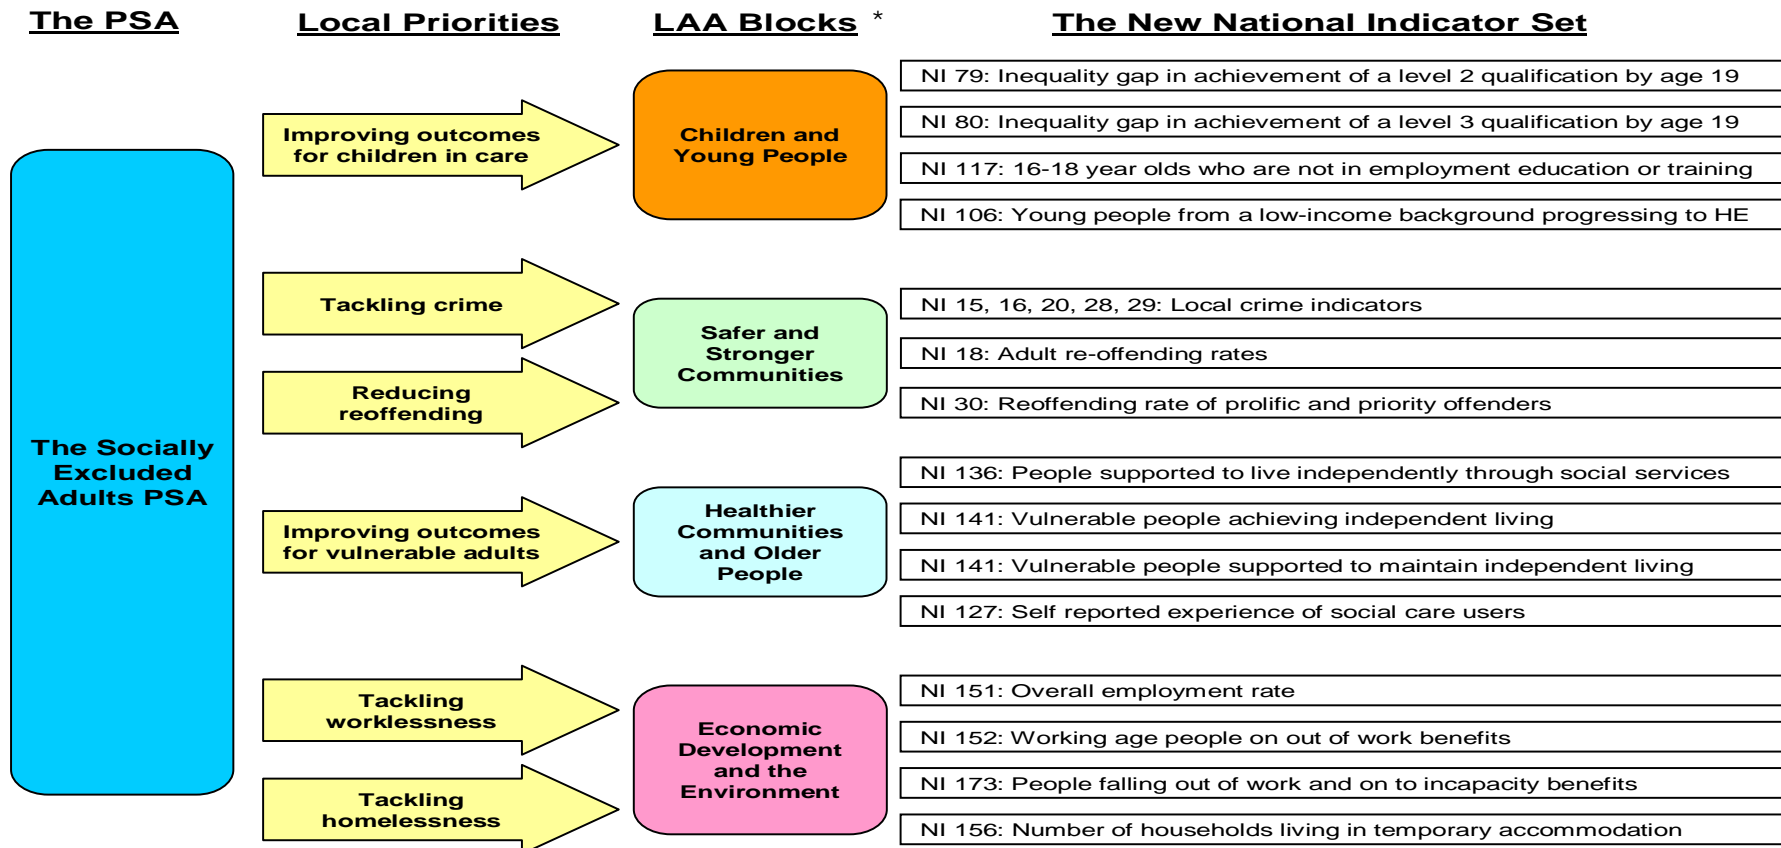 The PSA
Local Priorities
LAA Blocks *
The New National Indicator Set
The Socially
Excluded
Adults PSA
Improving outcomes
for children in care
Children and
Young People
NI 79: Inequality gap in achievement of a level 2 qualification by age 19
NI 80: Inequality gap in achievement of a level 3 qualification by age 19
NI 117: 16-18 year olds who are not in employment education or training
NI 106: Young people from a low-income background progressing to HE
Tackling crime
Reducing
reoffending
Safer and
Stronger
Communities
NI 15, 16, 20, 28, 29: Local crime indicators
NI 18: Adult re-offending rates
NI 30: Reoffending rate of prolific and priority offenders
Improving outcomes
for vulnerable adults
Healthier
Communities
and Older
People
NI 136: People supported to live independently through social services
NI 141: Vulnerable people achieving independent living
NI 141: Vulnerable people supported to maintain independent living
NI 127: Self reported experience of social care users
Tackling
worklessness
Tackling
homelessness
Economic
Development
and the
Environment
NI 151: Overall employment rate
NI 152: Working age people on out of work benefits
NI 173: People falling out of work and on to incapacity benefits
NI 156: Number of households living in temporary accommodation